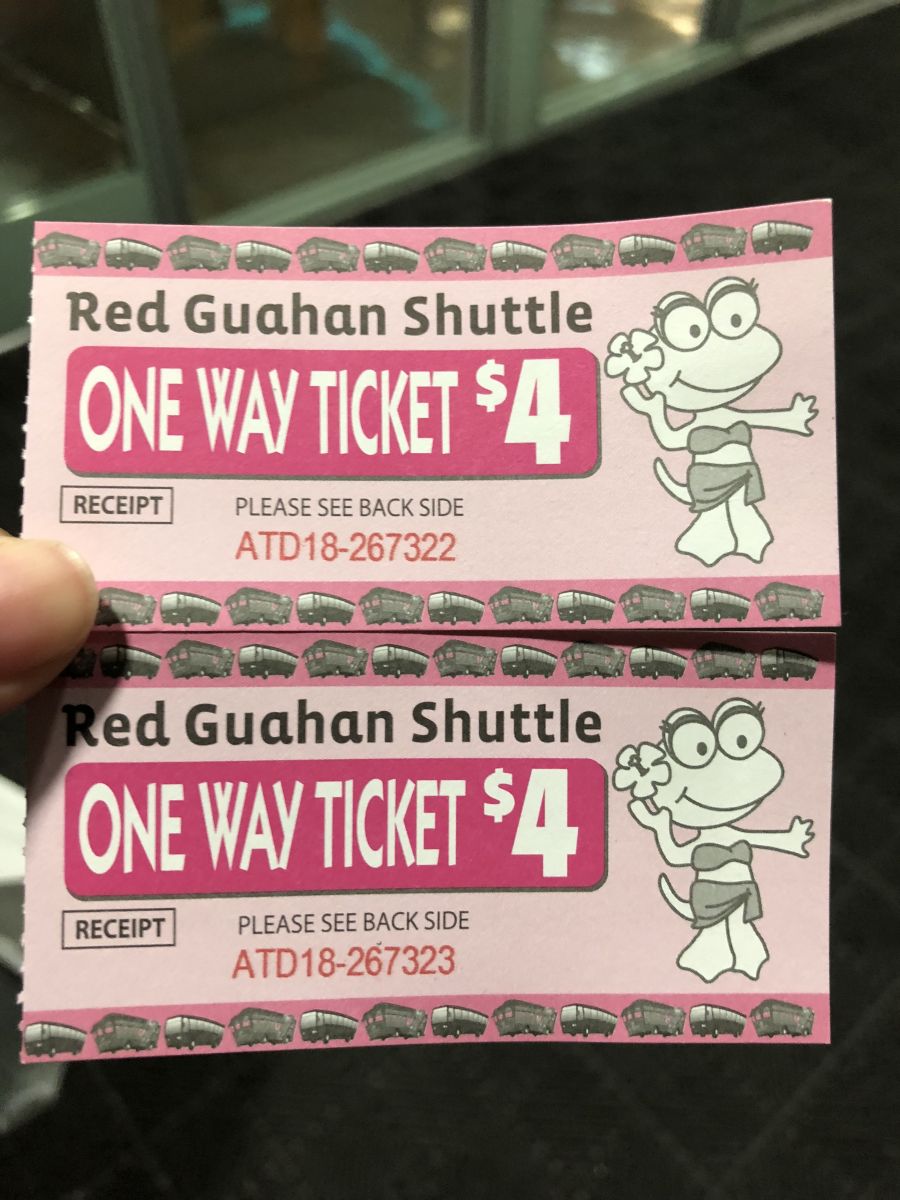 Red Guahan Shuttle
ONE WAY TICKET $4
RECEIPT PLEASE SEE BACK SIDE
ATD18-267322
Red Guahan Shuttle
ONE WAY TICKET $4
RECEIPT PLEASE SEE BACK SIDE
ATD18-267323